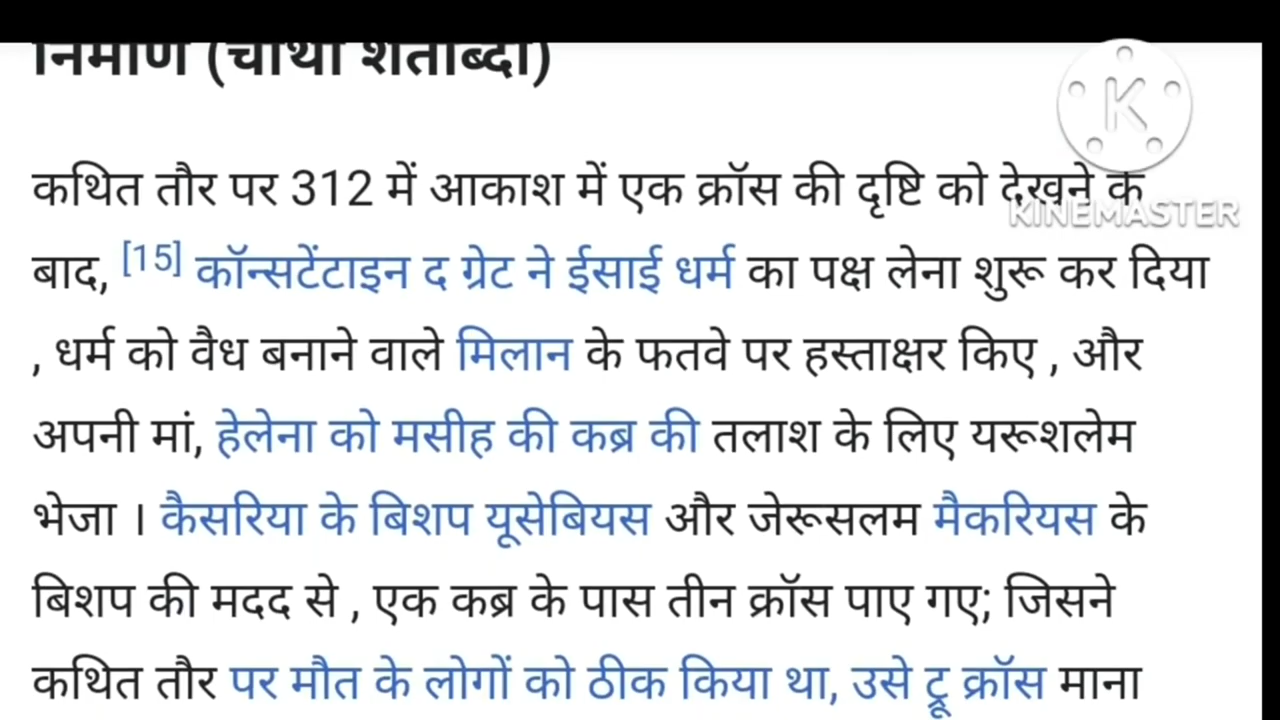 निर्माण (चौथी शताब्दी)
कथित तौर पर 312 में आकाश में एक क्रॉस की दृष्टि को देखने के
बाद, [15] कॉन्सटेंटाइन द ग्रेट ने ईसाई धर्म का पक्ष लेना शुरू कर दिया
, धर्म को वैध बनाने वाले मिलान के फतवे पर हस्ताक्षर किए , और
अपनी मां, हेलेना को मसीह की कब्र की तलाश के लिए यरूशलेम
भेजा । कैसरिया के बिशप यूसेबियस और जेरूसलम मैकरियस के
बिशप की मदद से , एक कब्र के पास तीन क्रॉस पाए गए; जिसने
कथित तौर पर मौत के लोगों को ठीक किया था, उसे ट्रू क्रॉस माना
K
KINEMASTER